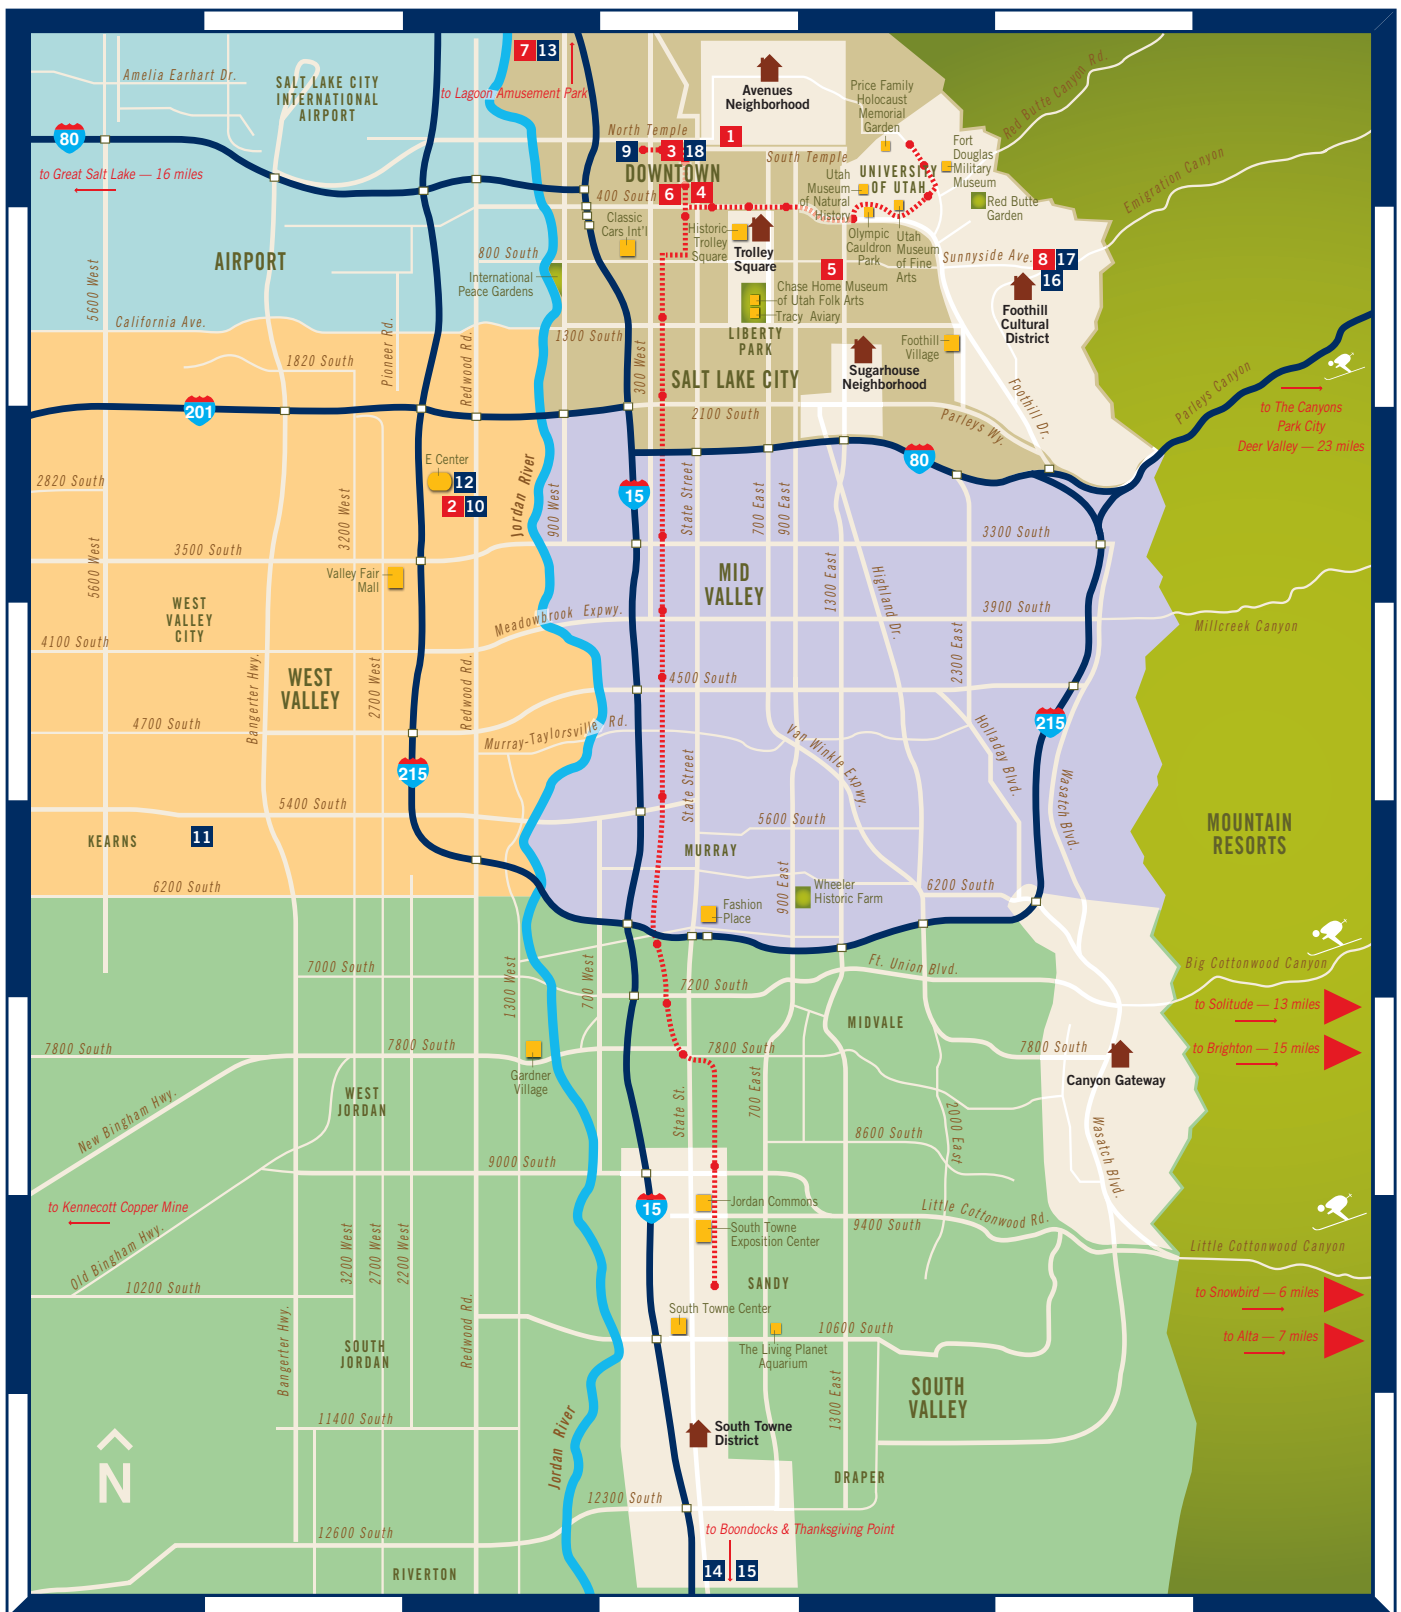 7 13
to Lagoon Amusement Park
Amelia Earhart Dr.
SALT LAKE CITY
INTERNATIONAL
AIRPORT
Avenues
Neighborhood
Price Family
Holocaust
Memorial
Garden
Red Butte Canyon Rd.
80
North Temple
1
9
3 18
DOWNTOWN
South Temple
Fort
Douglas
Military
Museum
UNIVERSITY
OF UTAH
Emigration Canyon
to Great Salt Lake — 16 miles
Utah
Museum
of Natural
History
6 4
400 South
Red Butte
Garden
Classic
Cars Int'l
Historic
Trolley
Square
Trolley
Square
Olympic
Cauldron
Park
Utah
Museum
of Fine
Arts
Sunnyside Ave.
8 17
16
AIRPORT
5600 West
800 South
International
Peace Gardens
5
Chase Home Museum
of Utah Folk Arts
Tracy Aviary
Foothill
Cultural
District
California Ave.
Pioneer Rd.
Redwood Rd.
1300 South
300 West
LIBERTY
PARK
Foothill
Village
1820 South
SALT LAKE CITY
Sugarhouse
Neighborhood
Foothill Dr.
Parleys Canyon
to The Canyons
Park City
Deer Valley — 23 miles
201
2100 South
Parleys Wy.
80
E Center
12
2 10
2820 South
3200 West
Jordan River
900 West
15
State Street
700 East
900 East
3300 South
3500 South
5600 West
Valley Fair
Mall
MID
VALLEY
1300 East
Highland Dr.
WEST
VALLEY
CITY
Meadowbrook Expwy.
3900 South
Millcreek Canyon
4100 South
2300 East
WEST
VALLEY
Bangerter Hwy.
2700 West
Redwood Rd.
4500 South
4700 South
Murray-Taylorsville Rd.
Van Winkle Expwy.
Holladay Blvd.
215
215
State Street
Wasatch Blvd.
5400 South
5600 South
KEARNS
11
MURRAY
MOUNTAIN
RESORTS
6200 South
900 East
Wheeler
Historic Farm
6200 South
Fashion
Place
7000 South
1300 West
700 West
Ft. Union Blvd.
Big Cottonwood Canyon
7200 South
to Solitude — 13 miles
MIDVALE
7800 South
7800 South
7800 South
7800 South
to Brighton — 15 miles
Gardner
Village
Canyon Gateway
WEST
JORDAN
New Bingham Hwy.
State St.
700 East
2000 East
8600 South
Wasatch Blvd.
9000 South
to Kennecott Copper Mine
15
Jordan Commons
South Towne
Exposition Center
9400 South
Little Cottonwood Rd.
Little Cottonwood Canyon
Old Bingham Hwy.
3200 West
2700 West
2200 West
10200 South
SANDY
to Snowbird — 6 miles
South Towne Center
10600 South
to Alta — 7 miles
The Living Planet
Aquarium
Bangerter Hwy.
SOUTH
JORDAN
Redwood Rd.
1300 East
SOUTH
VALLEY
11400 South
Jordan River
South Towne
District
N
DRAPER
12300 South
12600 South
to Boondocks & Thanksgiving Point
RIVERTON
14 15